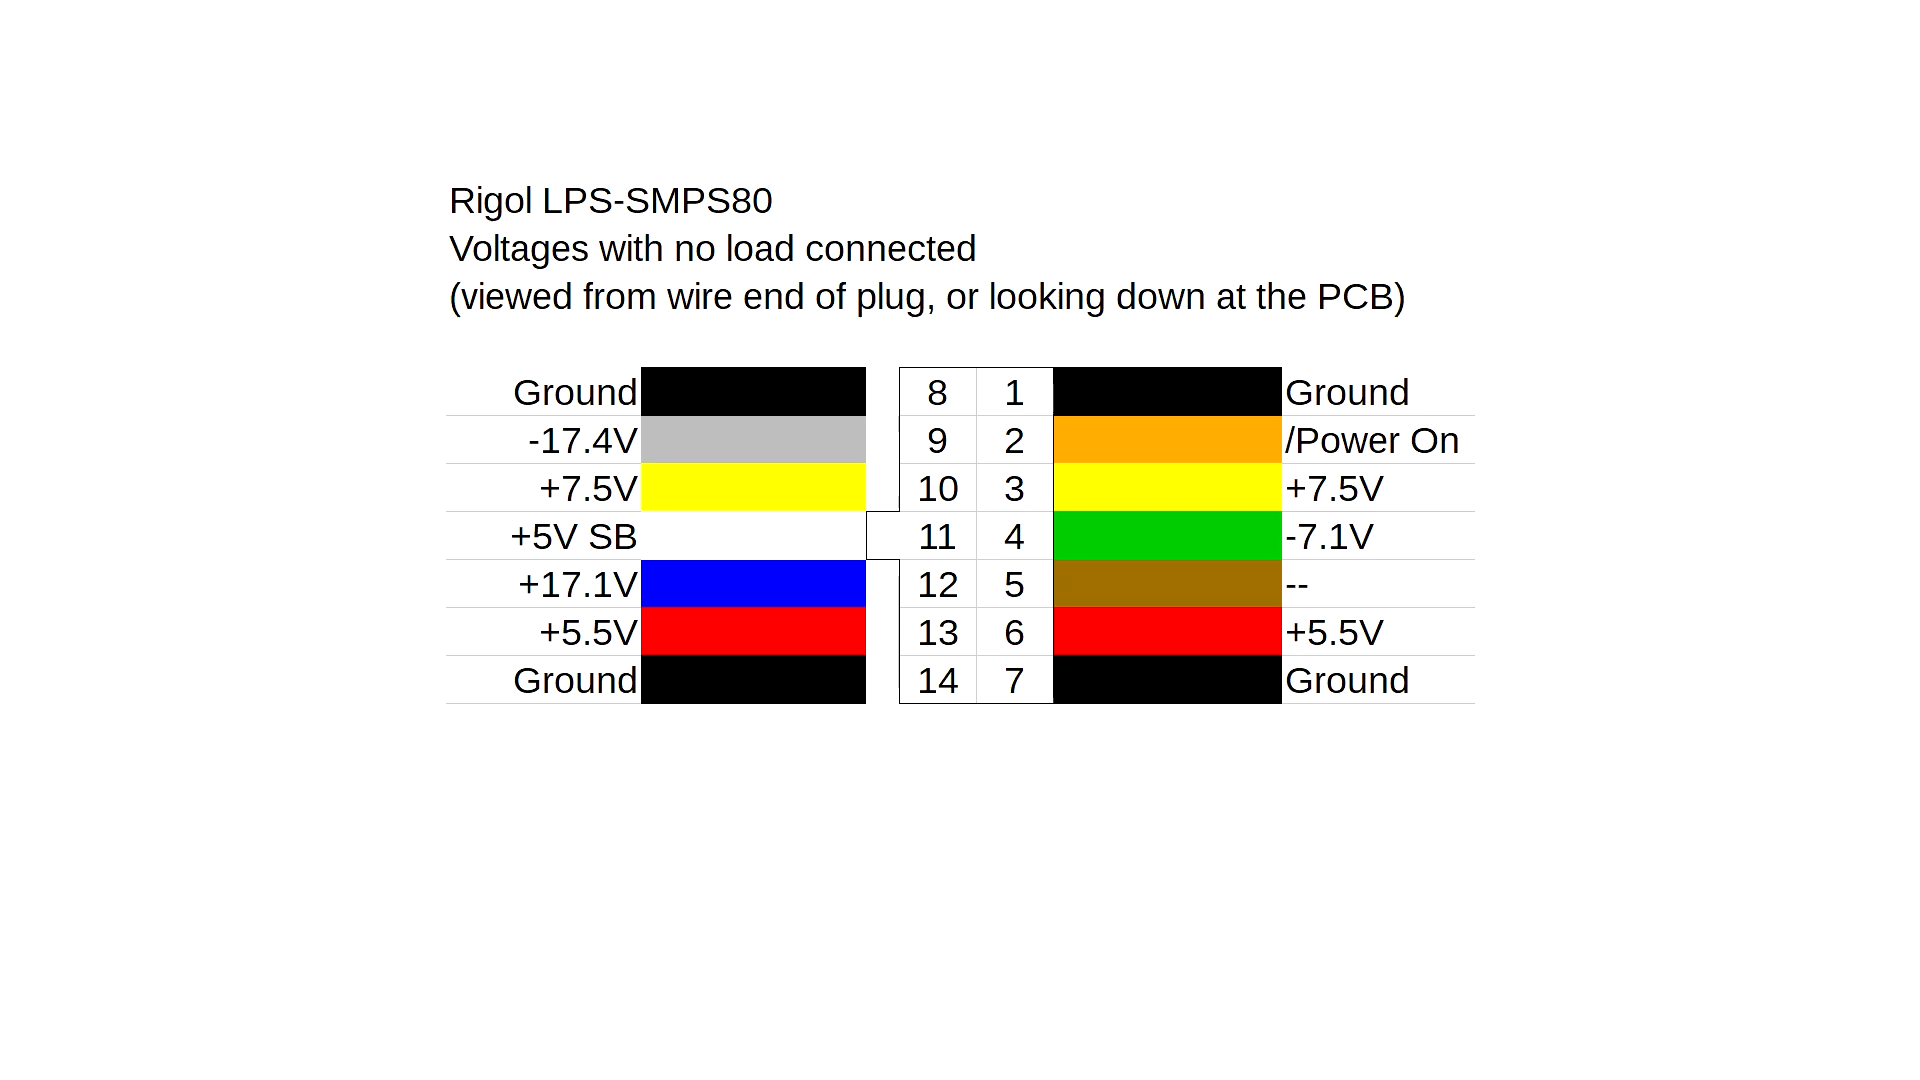 Rigol LPS-SMPS80
Voltages with no load connected
(viewed from wire end of plug, or looking down at the PCB)
Ground 8 1 Ground
-17.4V 9 2 /Power On
+7.5V 10 3 +7.5V
+5V SB 11 4 -7.1V
+17.1V 12 5 --
+5.5V 13 6 +5.5V
Ground 14 7 Ground